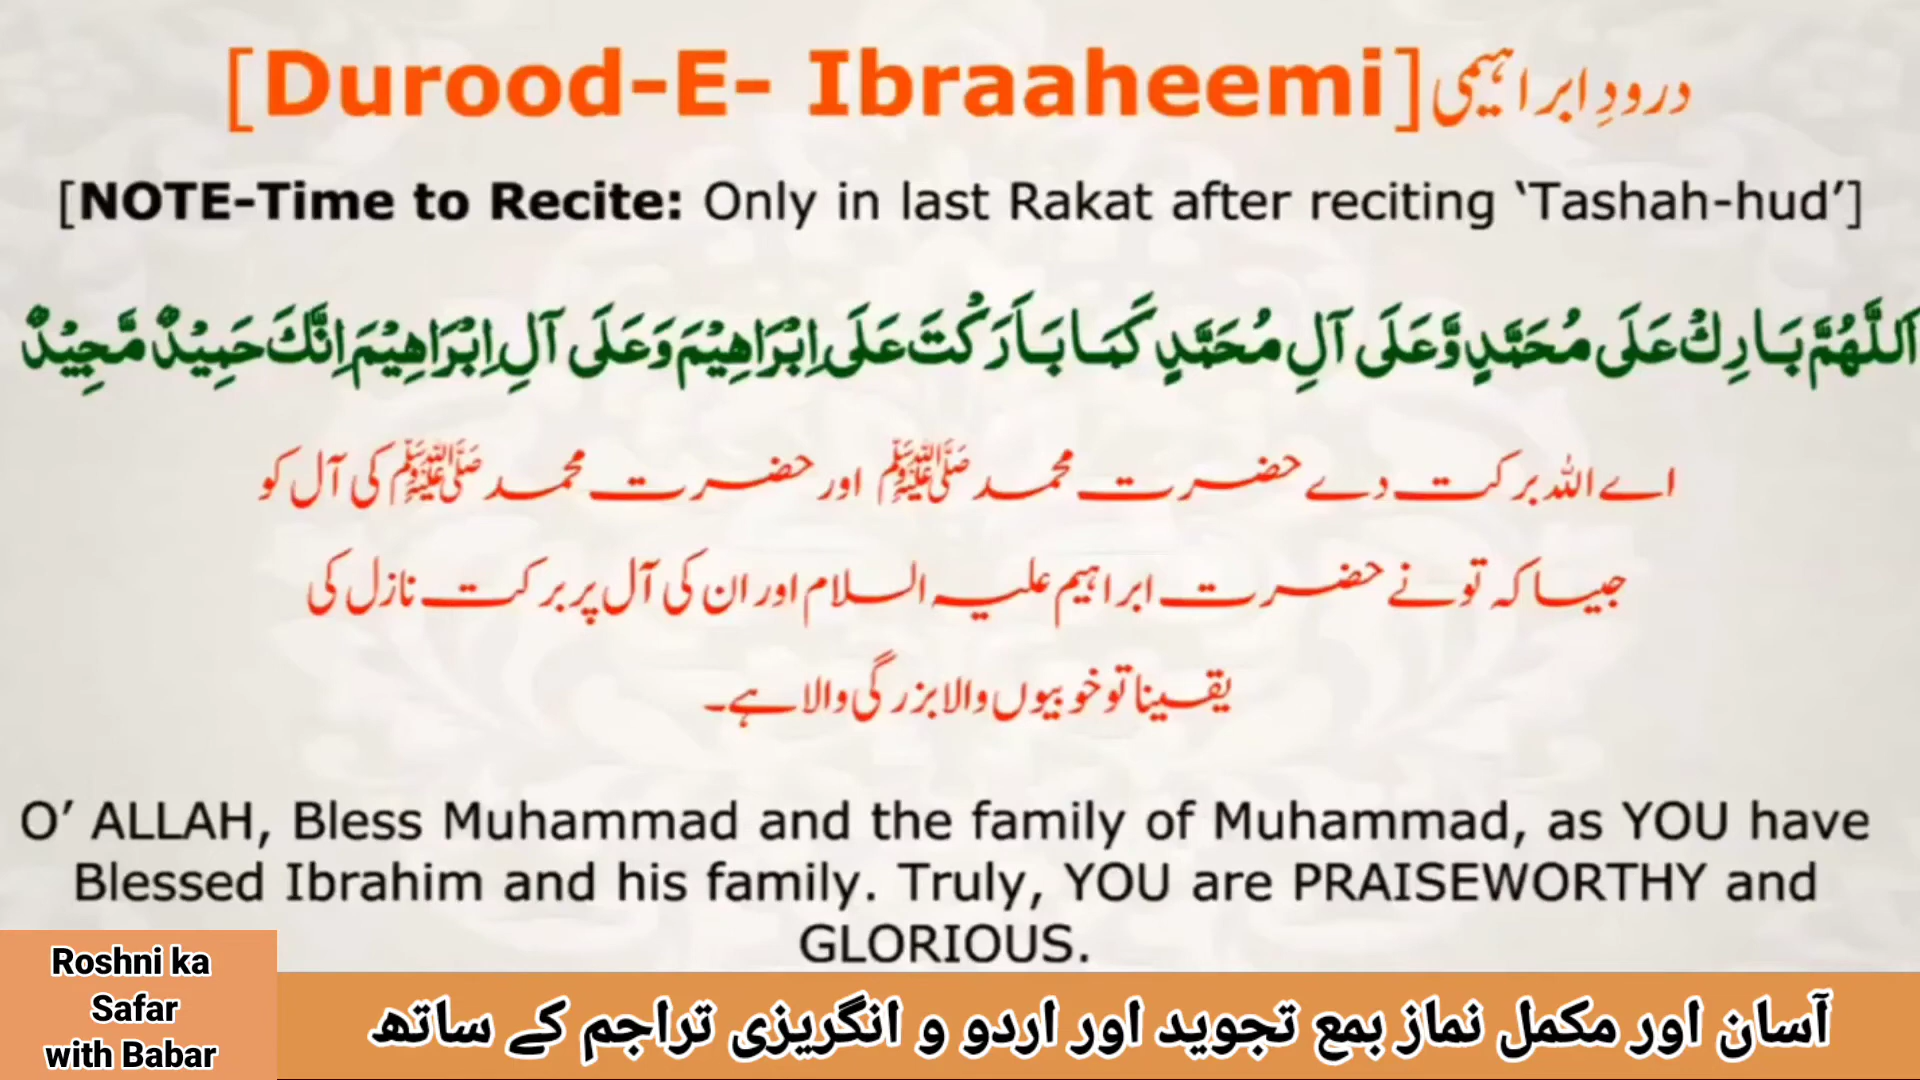 [Durood-E- Ibraaheemi] درودِ ابراہیمی
[NOTE-Time to Recite: Only in last Rakat after reciting ‘Tashah-hud’]
اَللّٰهُمَّ بَارِكْ عَلَى مُحَمَّدٍ وَّعَلَى آلِ مُحَمَّدٍ كَمَا بَارَكْتَ عَلَى اِبْرَاهِيْمَ وَعَلَى آلِ اِبْرَاهِيْمَ اِنَّكَ حَمِيْدٌ مَّجِيْدٌ
اے اللہ برکت دے حضرت محمد ﷺ اور حضرت محمد ﷺ کی آل کو
جیسا کہ تو نے حضرت ابراہیم علیہ السلام اور ان کی آل پر برکت نازل کی
یقینا تو خوبیوں والا بزرگی والا ہے۔
O’ ALLAH, Bless Muhammad and the family of Muhammad, as YOU have
Blessed Ibrahim and his family. Truly, YOU are PRAISEWORTHY and
GLORIOUS.
Roshni ka
Safar
with Babar
آسان اور مکمل نماز بمع تجوید اور اردو و انگریزی تراجم کے ساتھ